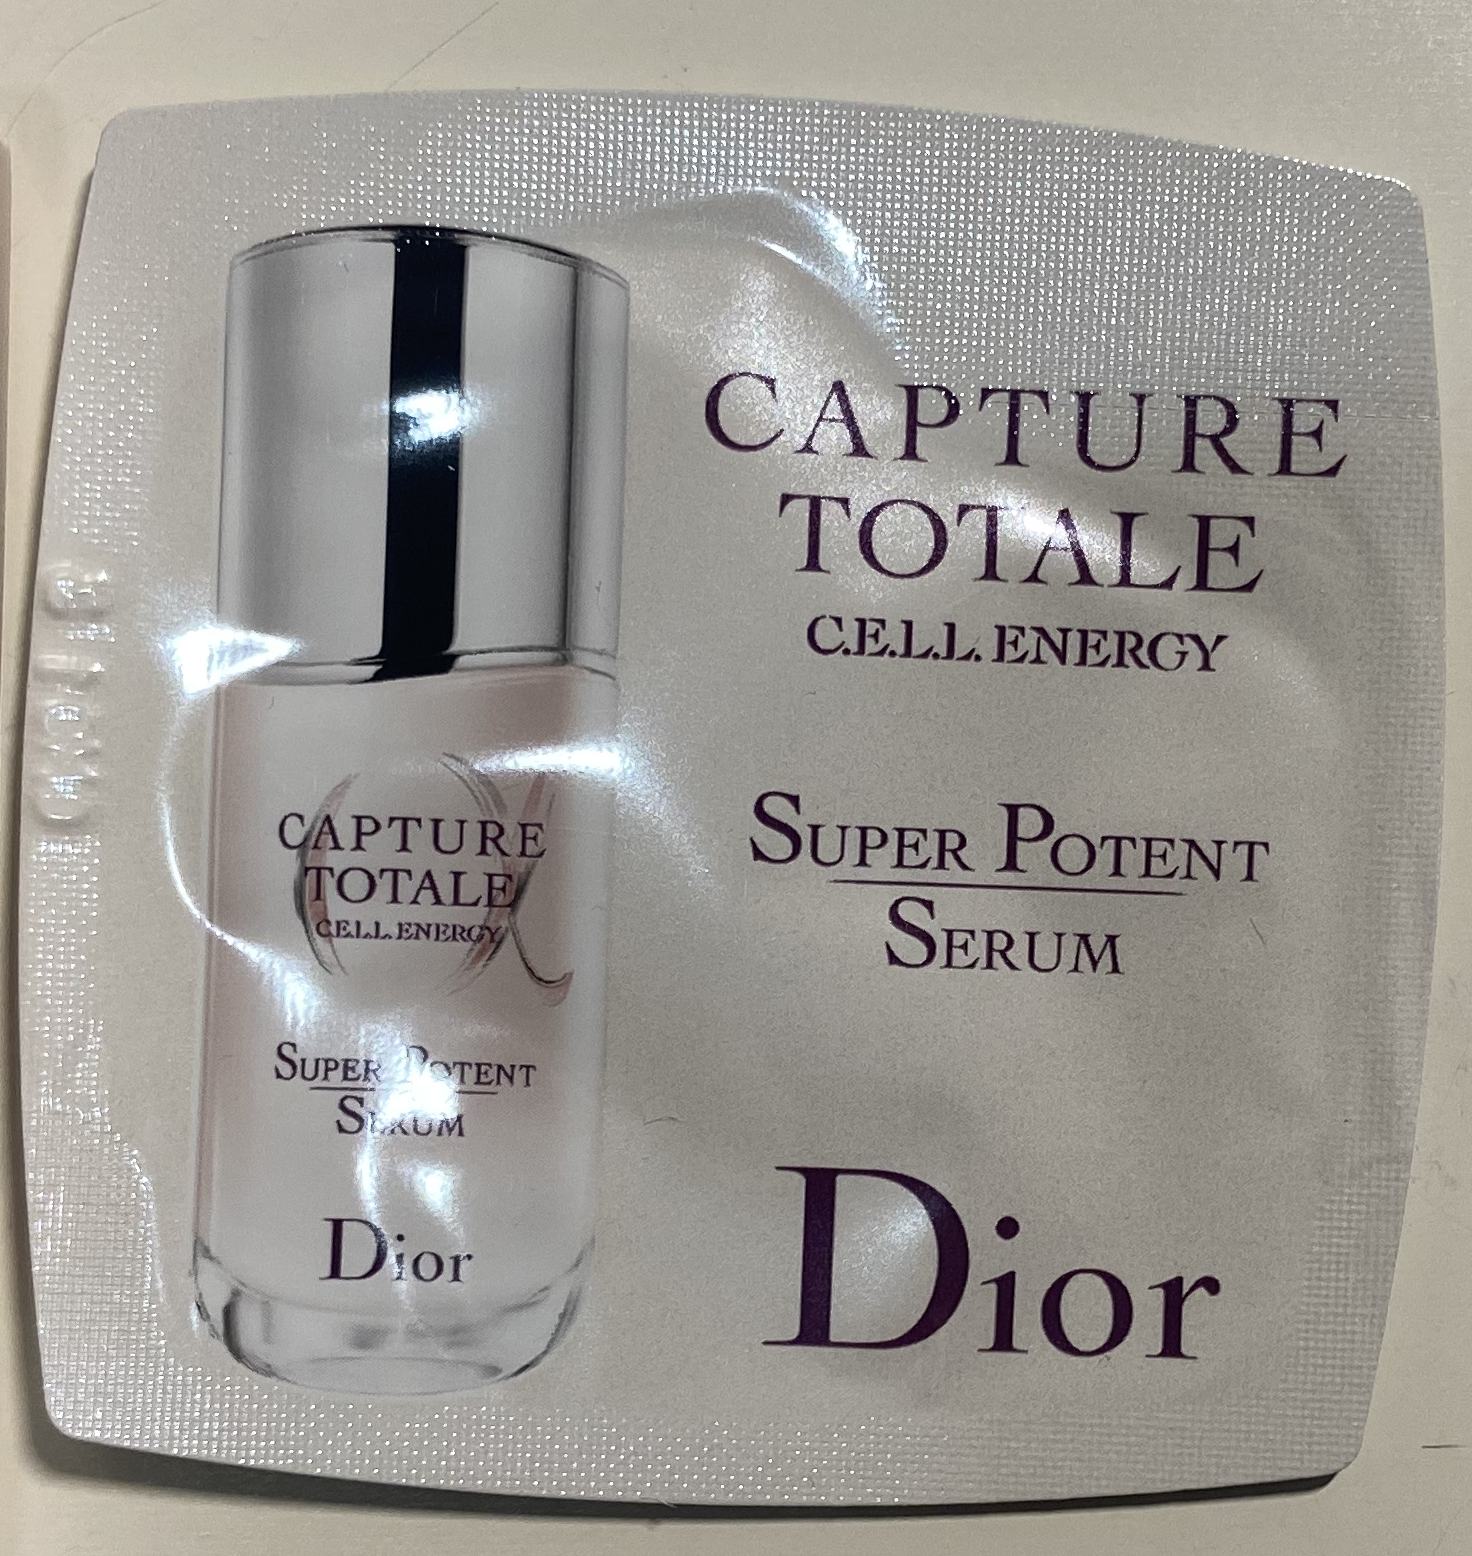 CAPTURE
TOTALE
C.E.L.L. ENERGY
SUPER POTENT
SERUM
Dior
CAPTURE
TOTALE
C.E.L.L. ENERGY
SUPER POTENT
SERUM
Dior